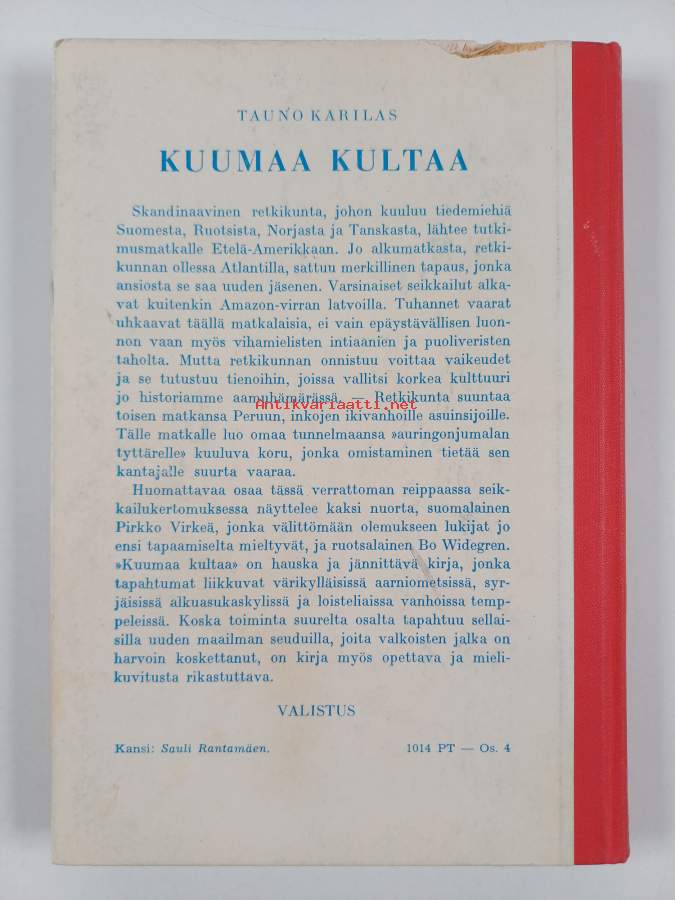 TAUNO KARILAS
KUUMAA KULTAA
Skandinaavinen retkikunta, johon kuuluu tiedemiehiä
Suomesta, Ruotsista, Norjasta ja Tanskasta, lähtee tutki-
musmatkalle Etelä-Amerikkaan. Jo alkumatkasta, retki-
kunnan ollessa Atlantilla, sattuu merkillinen tapaus, jonka
ansiosta se saa uuden jäsenen. Varsinaiset seikkailut alka-
vat kuitenkin Amazon-virran latvoilla. Tuhannet vaarat
uhkaavat täällä matkalaisia, ei vain epäystävällisen luon-
non vaan myös vihamielisten intiaanien ja puoliveristen
taholta. Mutta retkikunnan onnistuu voittaa vaikeudet
ja se tutustuu tienoihin, joissa vallitsi korkea kulttuuri
jo historiamme aamuhämärässä. — Retkikunta suuntaa
Antikvariaatti.net
toisen matkansa Peruun, inkojen ikivanhoille asuinsijoille.
Tälle matkalle luo omaa tunnelmaansa »auringonjumalan
tyttärelle» kuuluva koru, jonka omistaminen tietää sen
kantajalle suurta vaaraa.
Huomattavaa osaa tässä verrattoman reippaassa seik-
kailukertomuksessa näyttelee kaksi nuorta, suomalainen
Pirkko Virkeä, jonka välittömään olemukseen lukijat jo
ensi tapaamiselta mieltyvät, ja ruotsalainen Bo Widegren.
»Kuumaa kultaa» on hauska ja jännittävä kirja, jonka
tapahtumat liikkuvat värikylläisissä aarniometsissä, syr-
jäisissä alkuasukaskylissä ja loisteliaissa vanhoissa temp-
peleissä. Koska toiminta suurelta osalta tapahtuu sellai-
silla uuden maailman seuduilla, joita valkoisten jalka on
harvoin koskettanut, on kirja myös opettava ja mieli-
kuvitusta rikastuttava.
VALISTUS
Kansi: Sauli Rantamäen. 1014 PT — Os. 4